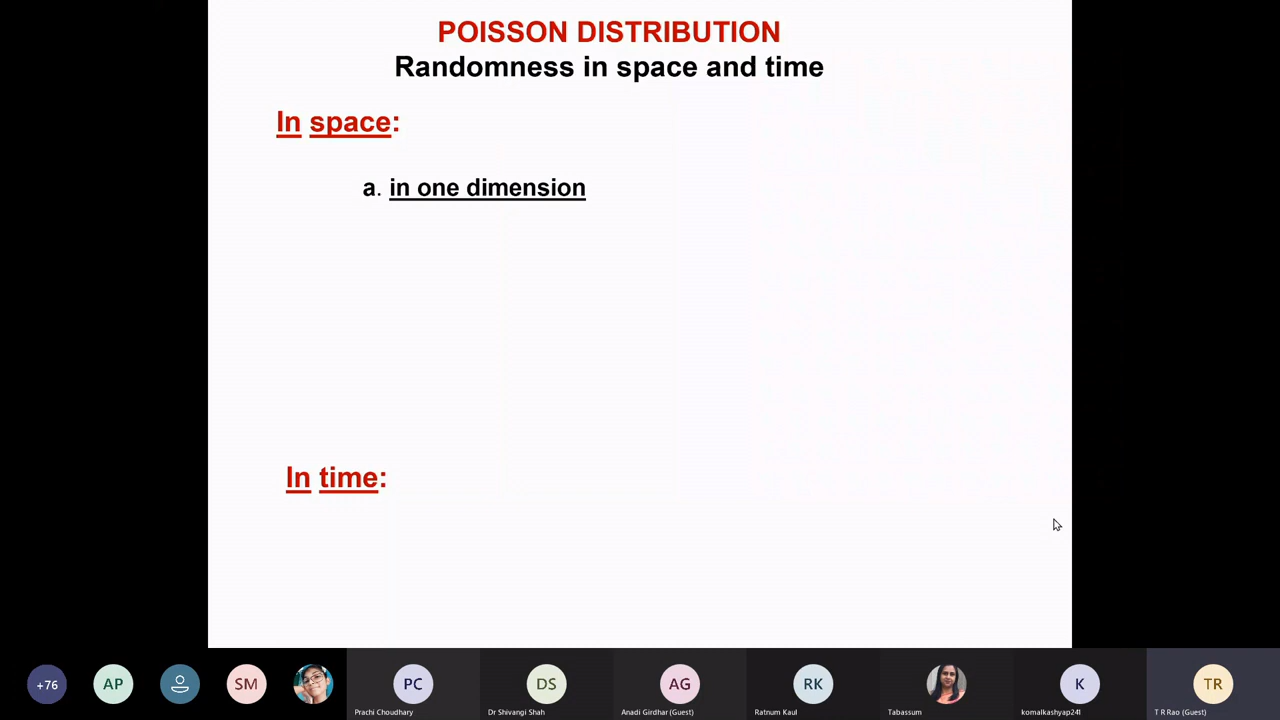 POISSON DISTRIBUTION
Randomness in space and time
In space:
a. in one dimension
In time:
+76
AP
SM
PC
DS
AG
RK
K
TR
Prachi Choudhary
Dr Shivangi Shah
Anadi Girdhar (Guest)
Ratnum Kaul
Tabassum
komalkashyap241
T R Rao (Guest)